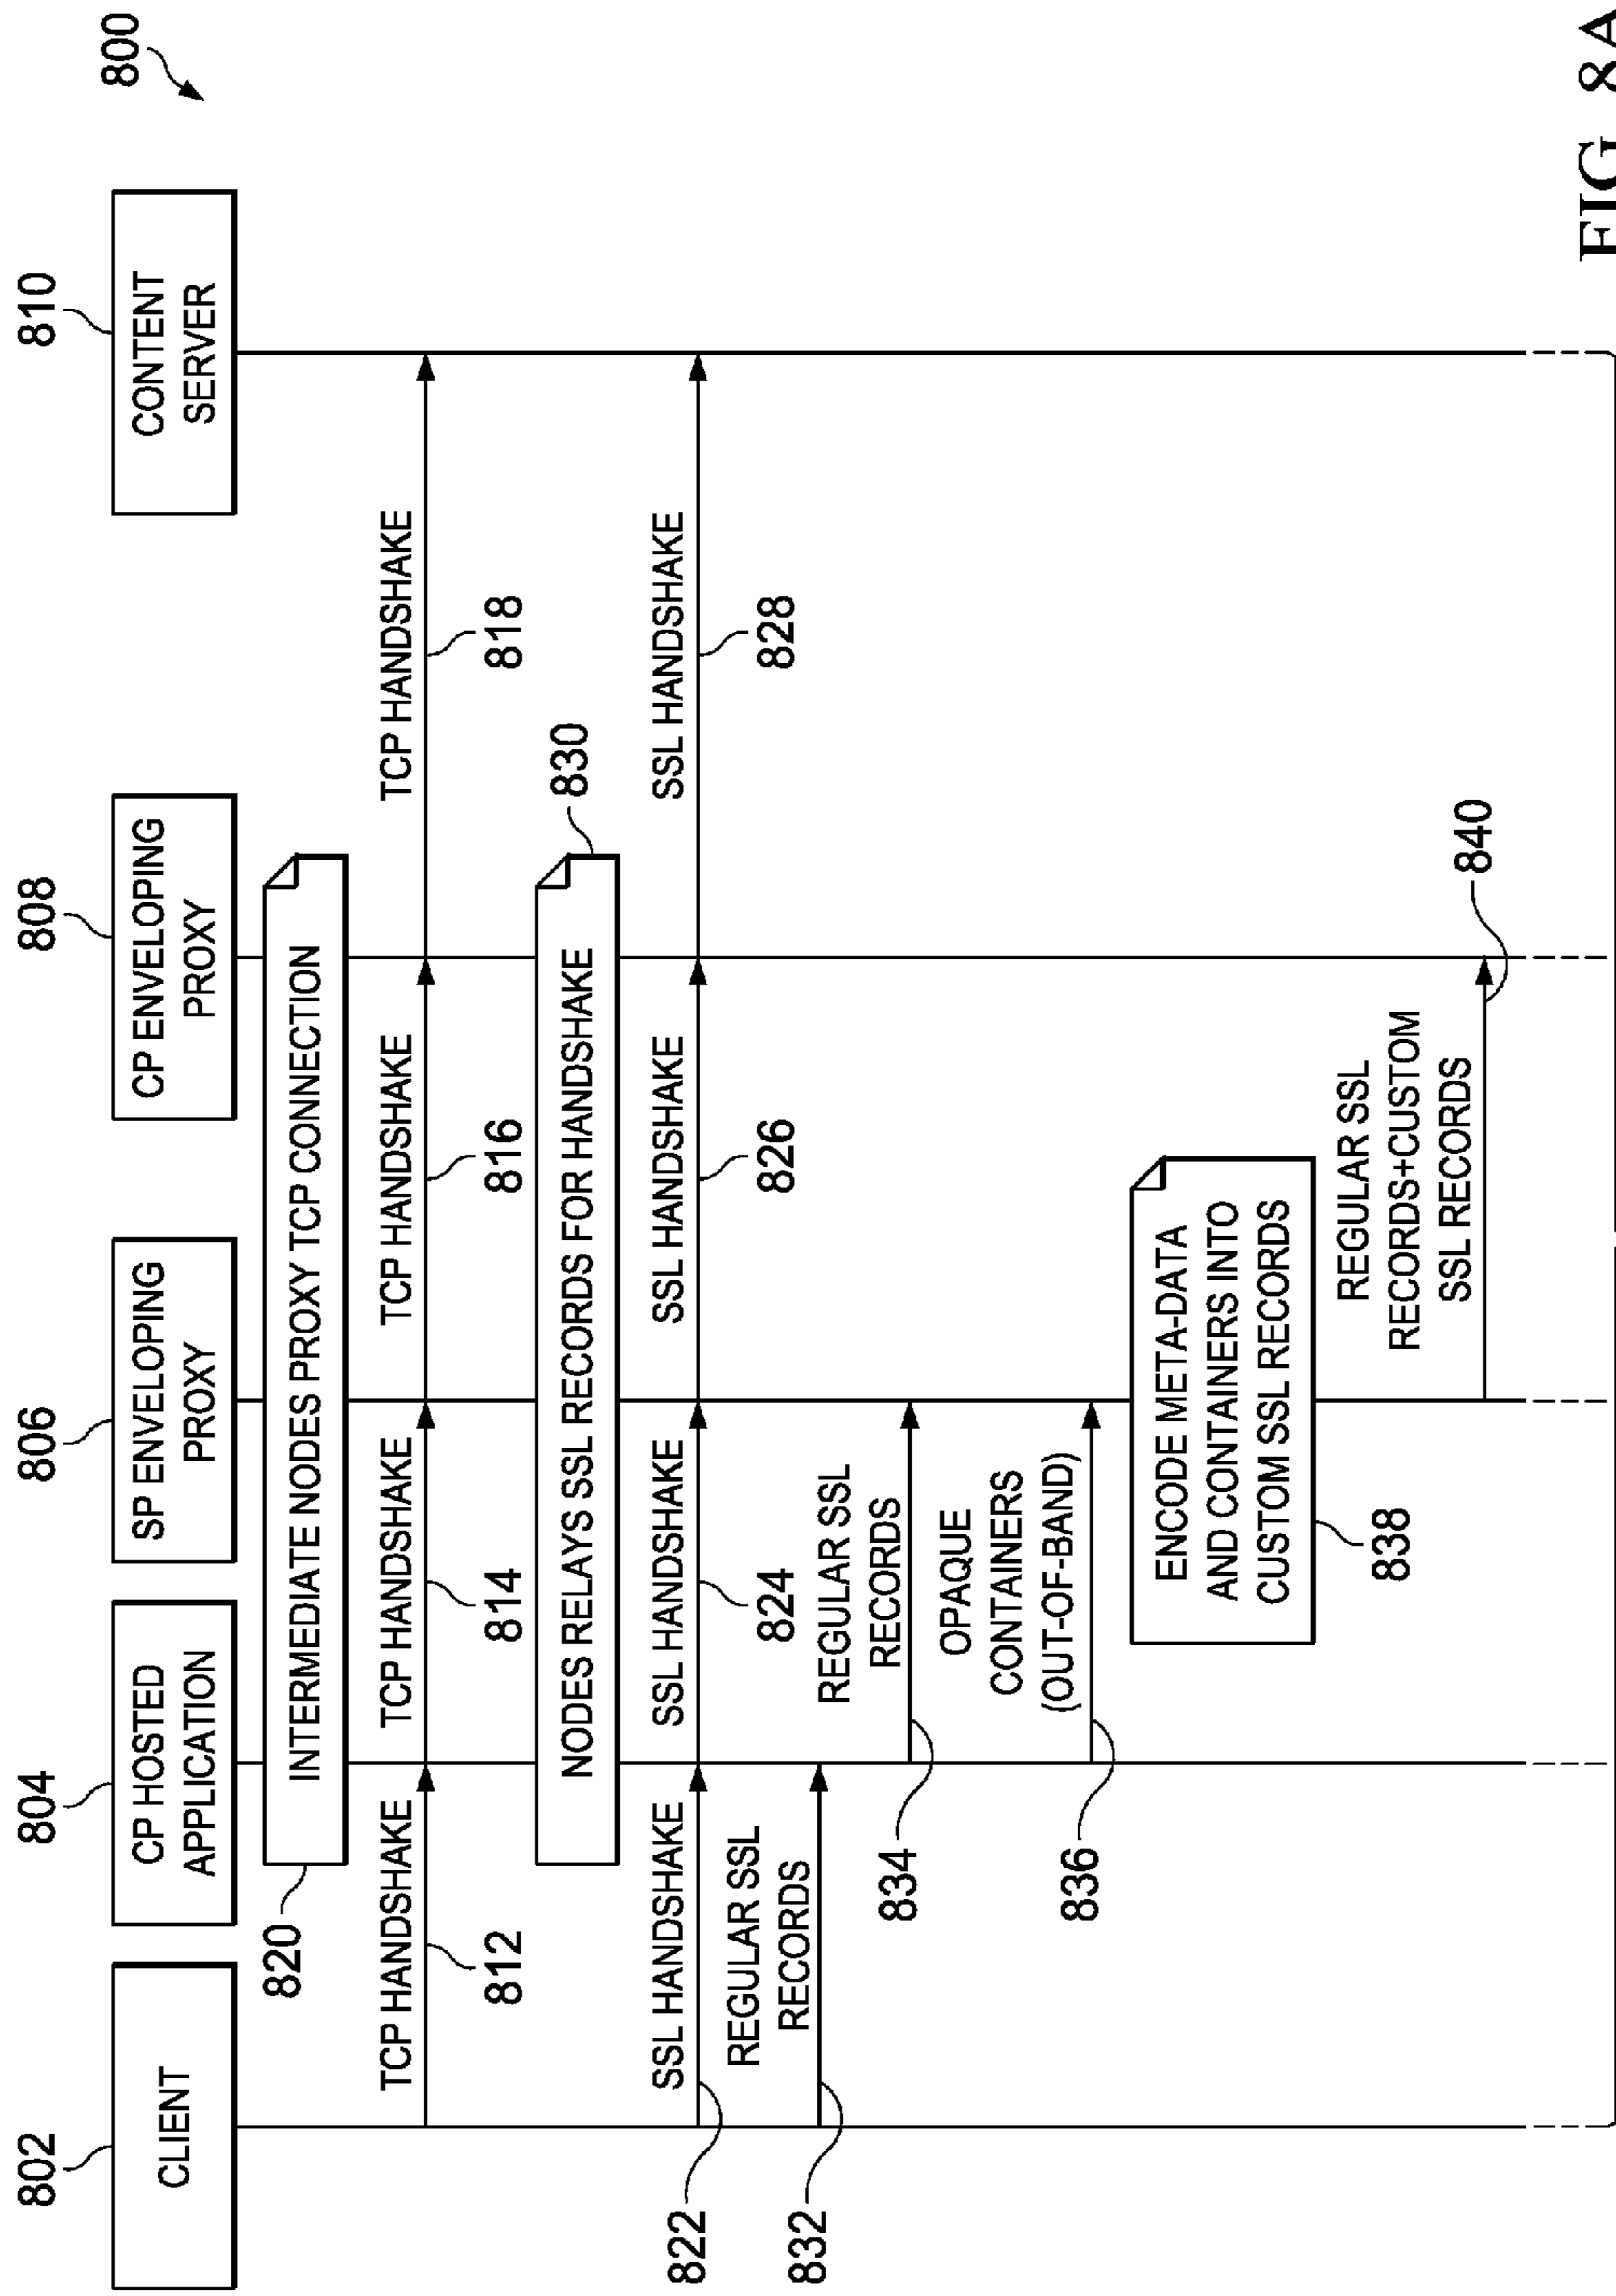 800
802
804
806
808
810
CLIENT
CP HOSTED
APPLICATION
SP ENVELOPING
PROXY
CP ENVELOPING
PROXY
CONTENT
SERVER
820
INTERMEDIATE NODES PROXY TCP CONNECTION
TCP HANDSHAKE
TCP HANDSHAKE
TCP HANDSHAKE
TCP HANDSHAKE
812
814
816
818
NODES RELAYS SSL RECORDS FOR HANDSHAKE
830
SSL HANDSHAKE
SSL HANDSHAKE
SSL HANDSHAKE
SSL HANDSHAKE
822
824
826
828
REGULAR SSL
RECORDS
832
REGULAR SSL
RECORDS
834
OPAQUE
CONTAINERS
(OUT-OF-BAND)
836
ENCODE META-DATA
AND CONTAINERS INTO
CUSTOM SSL RECORDS
838
REGULAR SSL
RECORDS+CUSTOM
SSL RECORDS
840
FIG. 8A